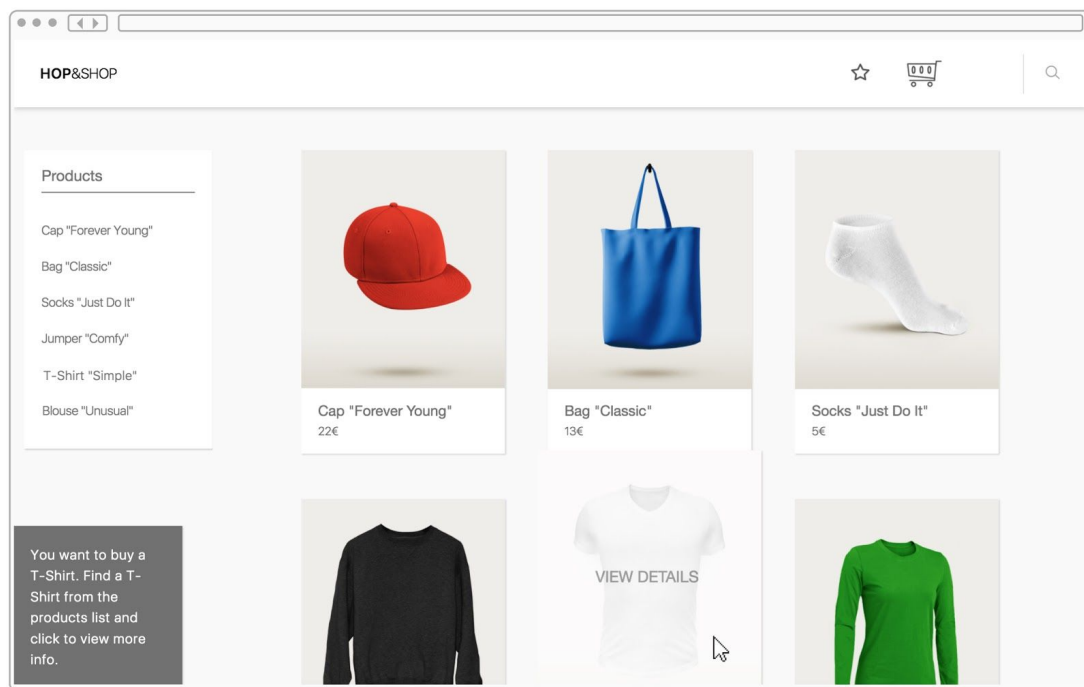 HOP&SHOP
Products
Cap "Forever Young"
Bag "Classic"
Socks "Just Do It"
Jumper "Comfy"
T-Shirt "Simple"
Blouse "Unusual"
Cap "Forever Young"
22€
Bag "Classic"
13€
Socks "Just Do It"
5€
VIEW DETAILS
You want to buy a
T-Shirt. Find a T-
Shirt from the
products list and
click to view more
info.